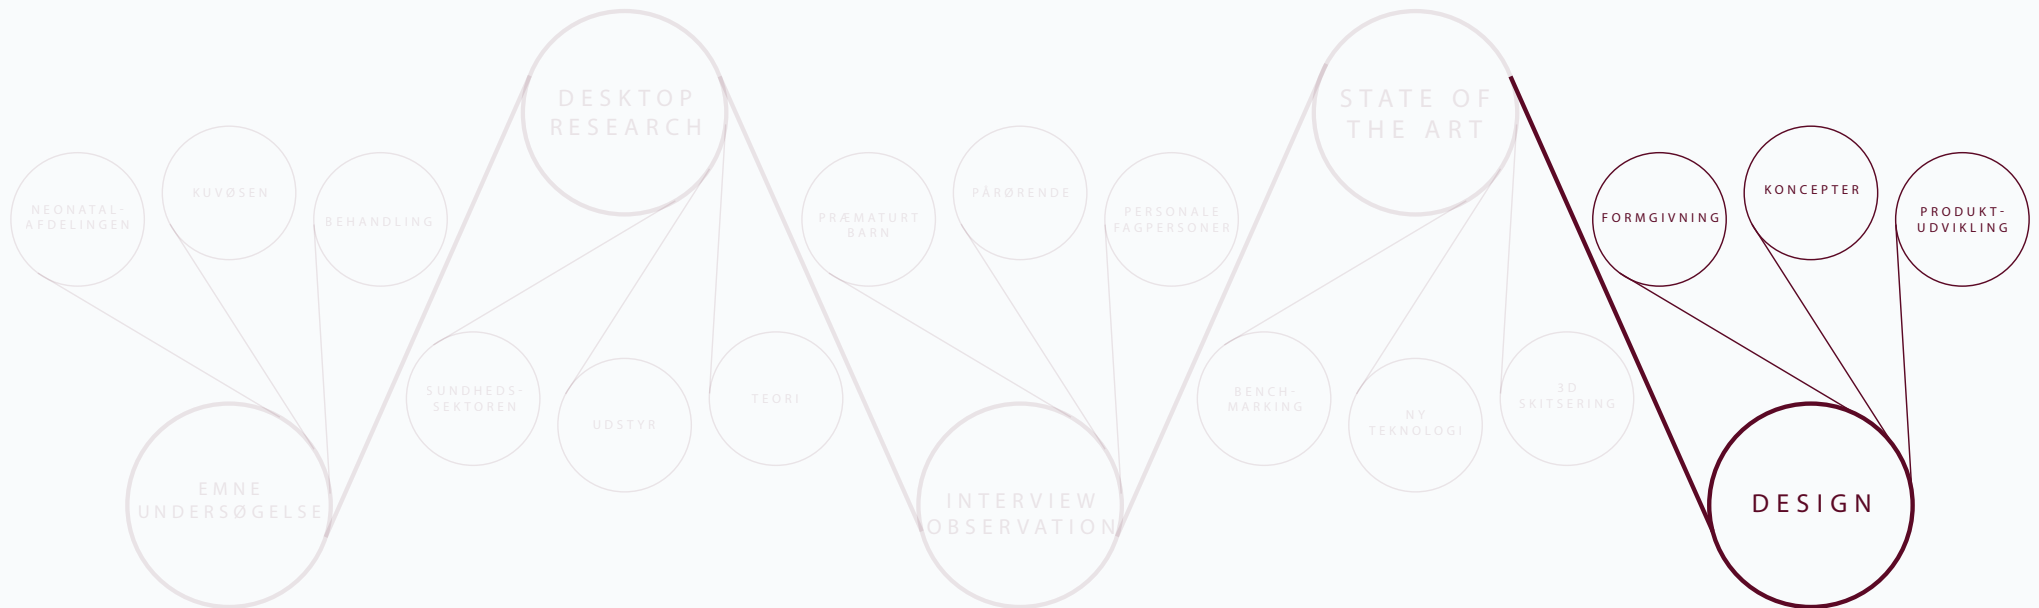 NEONATAL-
AFDELINGEN
KUVØSEN
BEHANDLING
EMNE
UNDERSØGELSE
DESKTOP
RESEARCH
SUNDHEDS-
SEKTOREN
UDSTYR
TEORI
PRÆMATURT
BARN
PÅRØRENDE
PERSONALE
FAGPERSONER
INTERVIEW
OBSERVATION
STATE OF
THE ART
BENCH-
MARKING
NY
TEKNOLOGI
3D
SKITSERING
FORMGIVNING
KONCEPTER
PRODUKT-
UDVIKLING
DESIGN